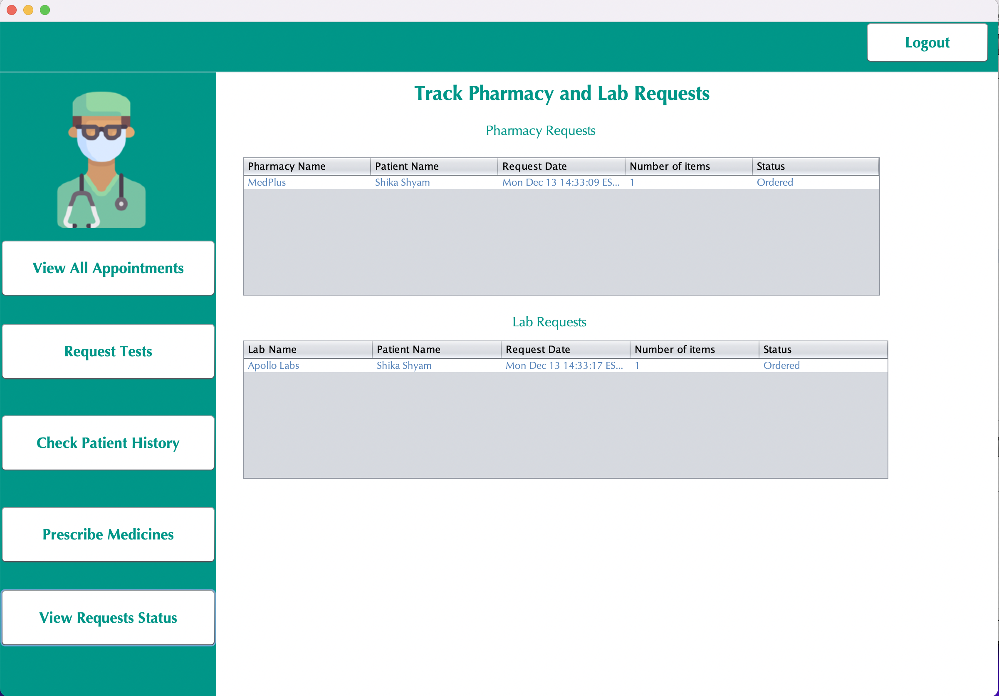 Logout
Track Pharmacy and Lab Requests
Pharmacy Requests
Pharmacy Name Patient Name Request Date Number of items Status
MedPlus Shika Shyam Mon Dec 13 14:33:09 ES... 1 Ordered
View All Appointments
Lab Requests
Request Tests
Lab Name Patient Name Request Date Number of items Status
Apollo Labs Shika Shyam Mon Dec 13 14:33:17 ES... 1 Ordered
Check Patient History
Prescribe Medicines
View Requests Status